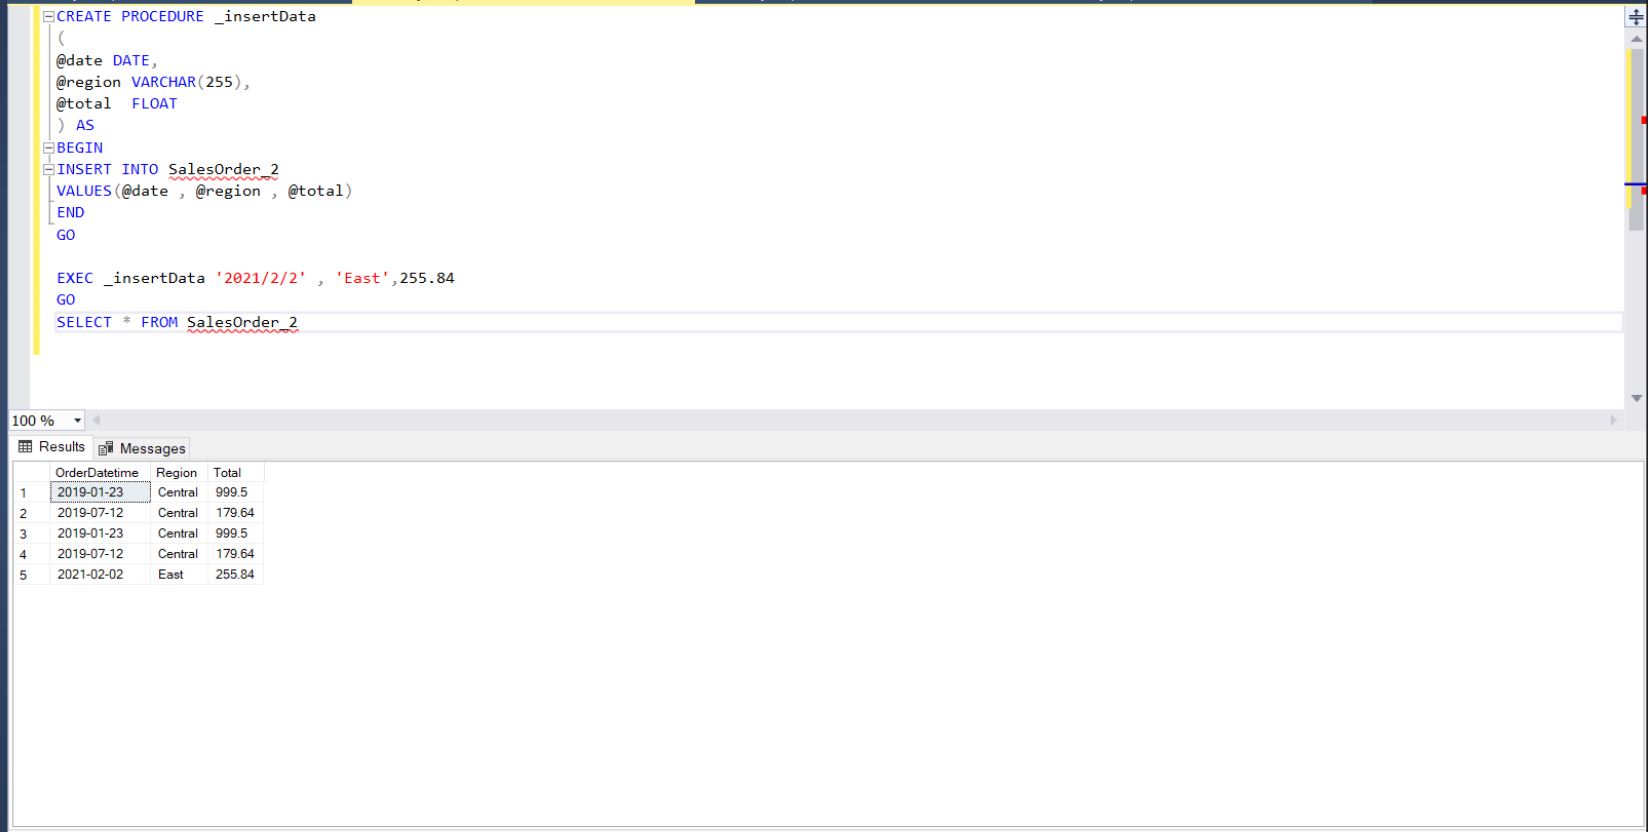 CREATE PROCEDURE _insertData
(
@date DATE,
@region VARCHAR(255),
@total  FLOAT
) AS
BEGIN
INSERT INTO SalesOrder_2
VALUES(@date , @region , @total)
END
GO
EXEC _insertData '2021/2/2' , 'East',255.84
GO
SELECT * FROM SalesOrder_2
100 %
Results Messages
OrderDatetime Region Total
1 2019-01-23 Central 999.5
2 2019-07-12 Central 179.64
3 2019-01-23 Central 999.5
4 2019-07-12 Central 179.64
5 2021-02-02 East 255.84